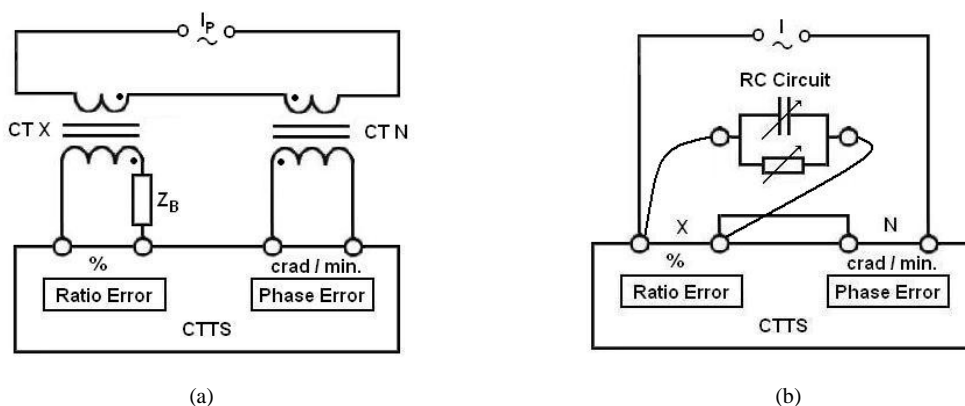 I_P
~
CT X
CT N
Z_B
%
crad / min.
Ratio Error
Phase Error
CTTS
(a)
I
~
RC Circuit
X
N
%
crad / min.
Ratio Error
Phase Error
CTTS
(b)